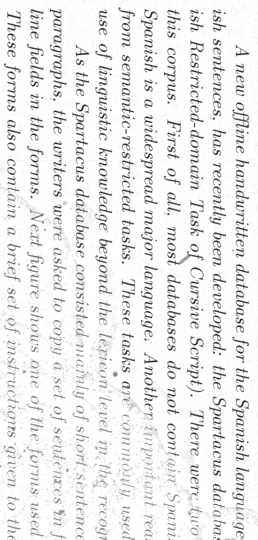 A new offline handwritten database for the Spanish language
ish sentences, has recently been developed: the Spartacus databas
ish Restricted-domain Task of Cursive Script). There were two
this corpus. First of all, most databases do not contain Spani
Spanish is a widespread major language. Another important reas
from semantic-restricted tasks. These tasks are commonly used
use of linguistic knowledge beyond the lexicon level in the recogn
As the Spartacus database consisted mainly of short sentence
paragraphs, the writers were asked to copy a set of sentences in f
line fields in the forms. Next figure shows one of the forms used
These forms also contain a brief set of instructions given to the